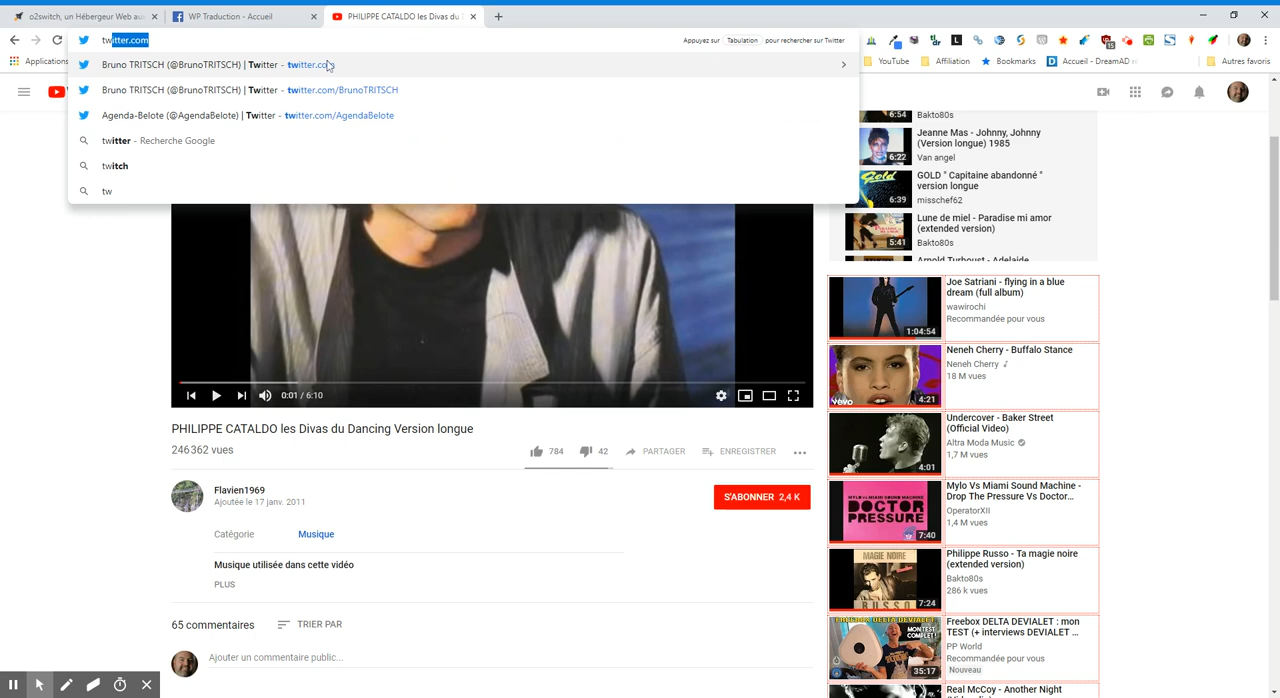 o2switch, un Hébergeur Web au
WP Traduction - Accueil
PHILIPPE CATALDO les Divas du
twitter.com
Appuyez sur Tabulation pour rechercher sur Twitter
Bruno TRITSCH (@BrunoTRITSCH) | Twitter - twitter.com
Bruno TRITSCH (@BrunoTRITSCH) | Twitter - twitter.com/BrunoTRITSCH
Agenda-Belote (@AgendaBelote) | Twitter - twitter.com/AgendaBelote
twitter - Recherche Google
twitch
tw
Applications
YouTube
Affiliation
Bookmarks
Accueil - DreamAD
Autres favoris
6:54
Bakto80s
Jeanne Mas - Johnny, Johnny
(Version longue) 1985
Van angel
6:22
GOLD " Capitaine abandonné "
version longue
misschef62
6:39
Lune de miel - Paradise mi amor
(extended version)
Bakto80s
5:41
Arnold Turboust - Adelaide
0:01 / 6:10
PHILIPPE CATALDO les Divas du Dancing Version longue
246 362 vues
784
42
PARTAGER
ENREGISTRER
Flavien1969
Ajoutée le 17 janv. 2011
S'ABONNER 2,4 K
Catégorie
Musique
Musique utilisée dans cette vidéo
PLUS
65 commentaires
TRIER PAR
Ajouter un commentaire public...
Joe Satriani - flying in a blue
dream (full album)
wawirochi
Recommandée pour vous
1:04:54
Neneh Cherry - Buffalo Stance
Neneh Cherry
18 M vues
vevo
4:21
Undercover - Baker Street
(Official Video)
Altra Moda Music
1,7 M vues
4:01
Mylo Vs Miami Sound Machine -
Drop The Pressure Vs Doctor...
OperatorXII
1,4 M vues
DOCTOR
PRESSURE
7:40
Philippe Russo - Ta magie noire
(extended version)
Bakto80s
286 k vues
MAGIE NOIRE
RUSSO
7:24
Freebox DELTA DEVIALET : mon
TEST (+ interviews DEVIALET ...
PP World
Recommandée pour vous
Nouveau
FREEBOX DELTA DEVIALET
MON TEST
COMPLET!
35:17
Real McCoy - Another Night